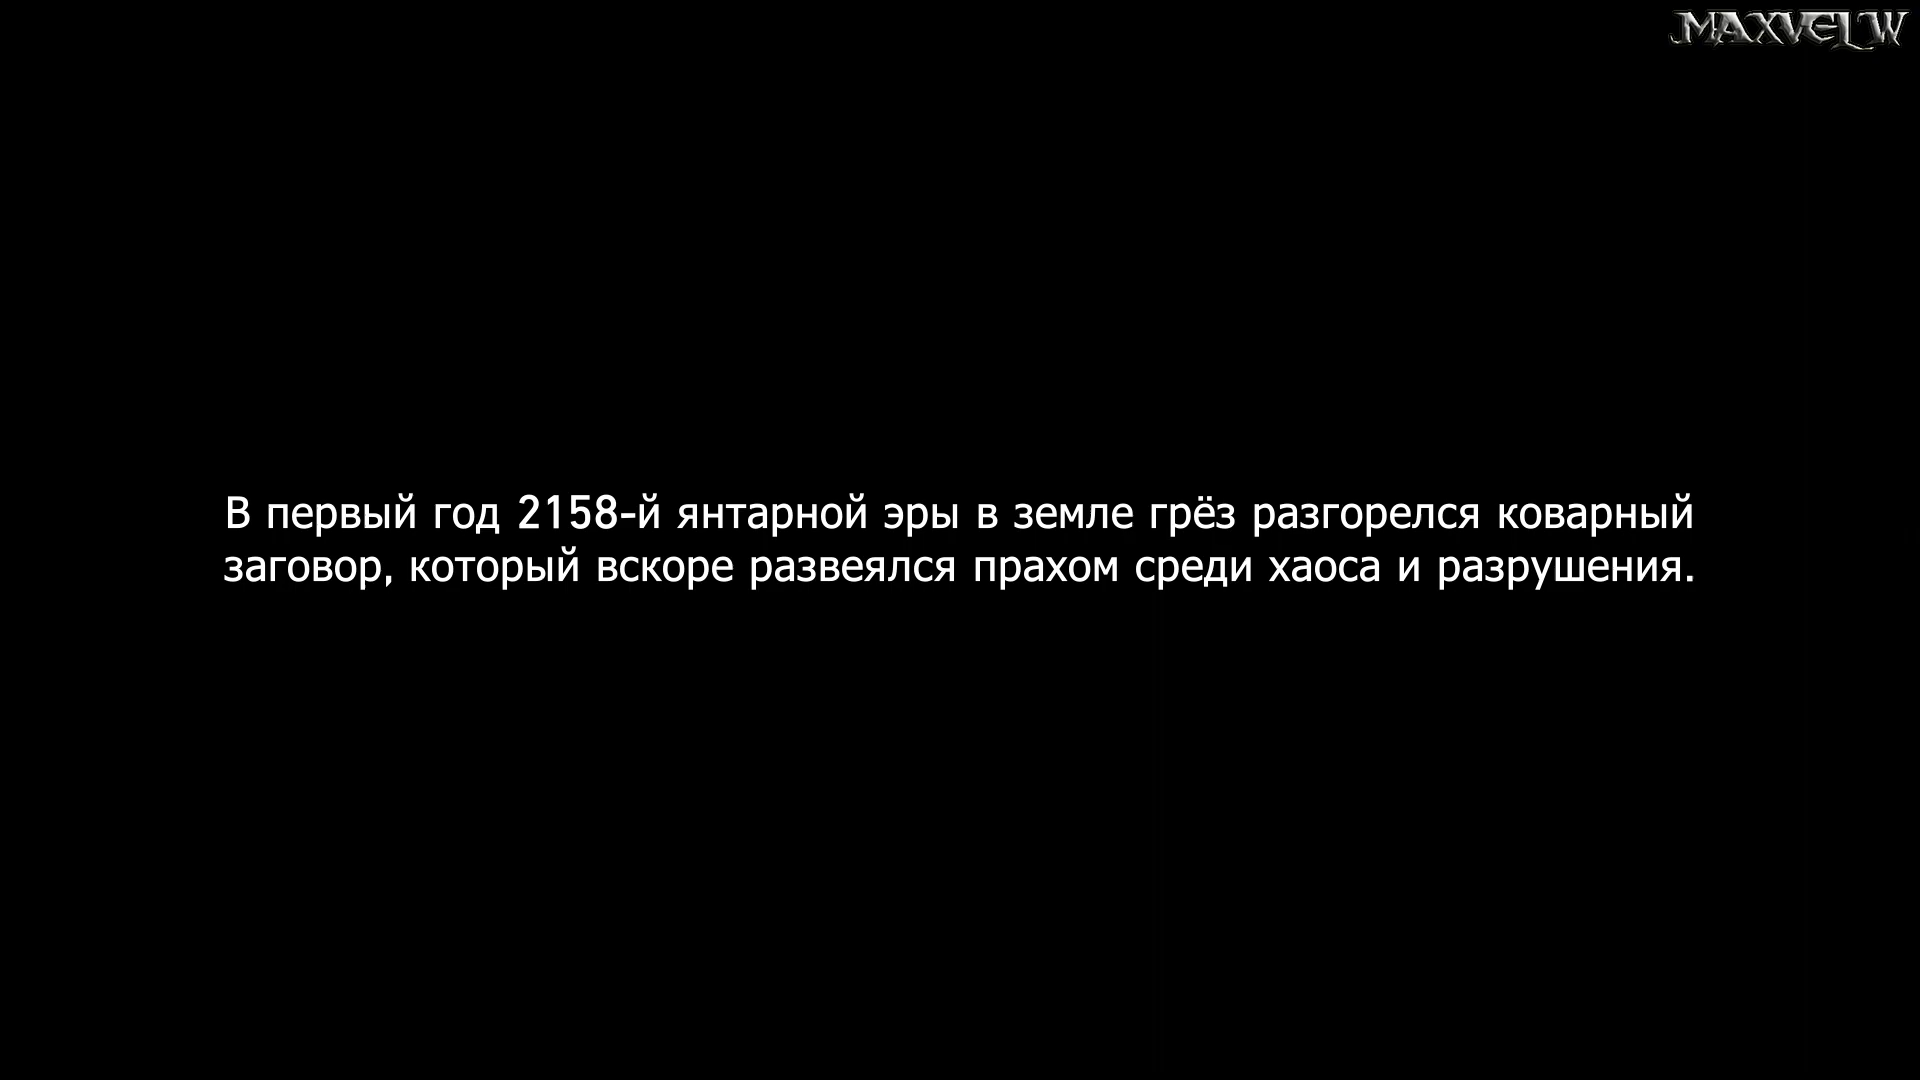 MAXVELW
В первый год 2158-й янтарной эры в земле грёз разгорелся коварный
заговор, который вскоре развеялся прахом среди хаоса и разрушения.